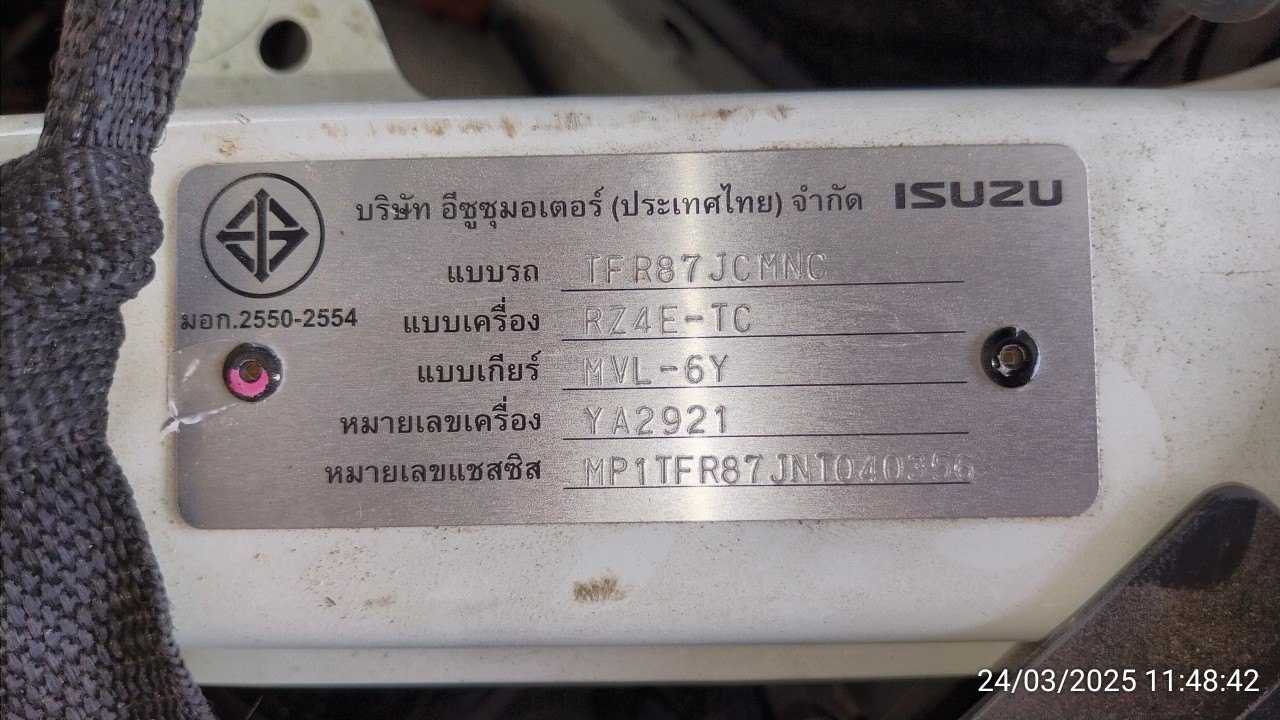 บริษัท อีซูซุมอเตอร์ (ประเทศไทย) จำกัด ISUZU
แบบรถ TFR87JCMNC
มอก.2550-2554
แบบเครื่อง RZ4E-TC
แบบเกียร์ MVL-6Y
หมายเลขเครื่อง YA2921
หมายเลขแชสซิส MP1TFR87JNT040356
24/03/2025 11:48:42